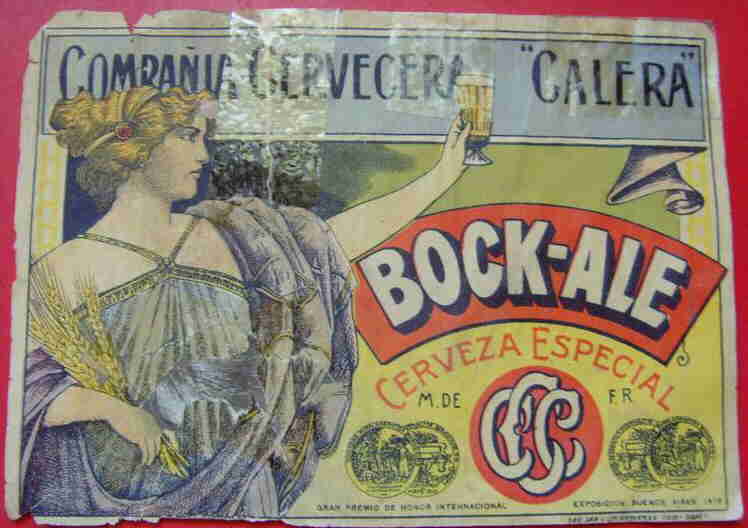 COMPAÑIA CERVECERA "CALERA"
BOCK-ALE
CERVEZA ESPECIAL
M. DE F. R.
CCC
GRAN PREMIO DE HONOR INTERNACIONAL
EXPOSICION BUENOS AIRES